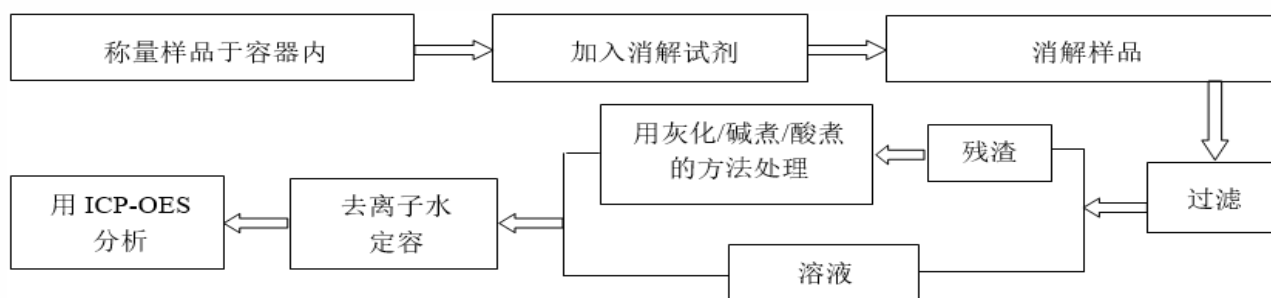 称量样品于容器内
加入消解试剂
消解样品
用灰化/碱煮/酸煮
的方法处理
残渣
过滤
用 ICP-OES
分析
去离子水
定容
溶液